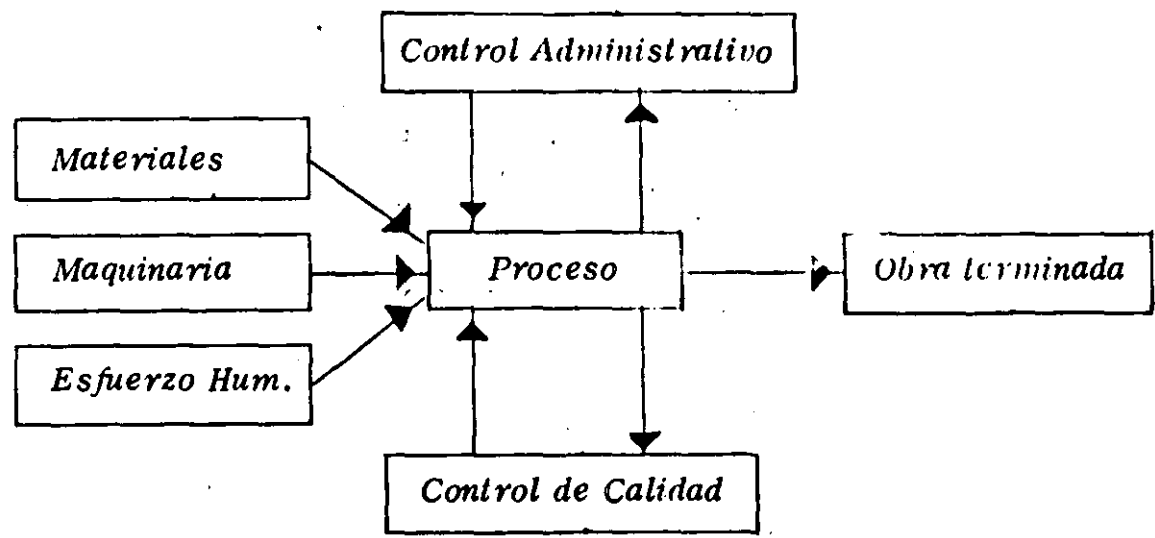 Control Administrativo
Materiales
Maquinaria
Proceso
Obra terminada
Esfuerzo Hum.
Control de Calidad